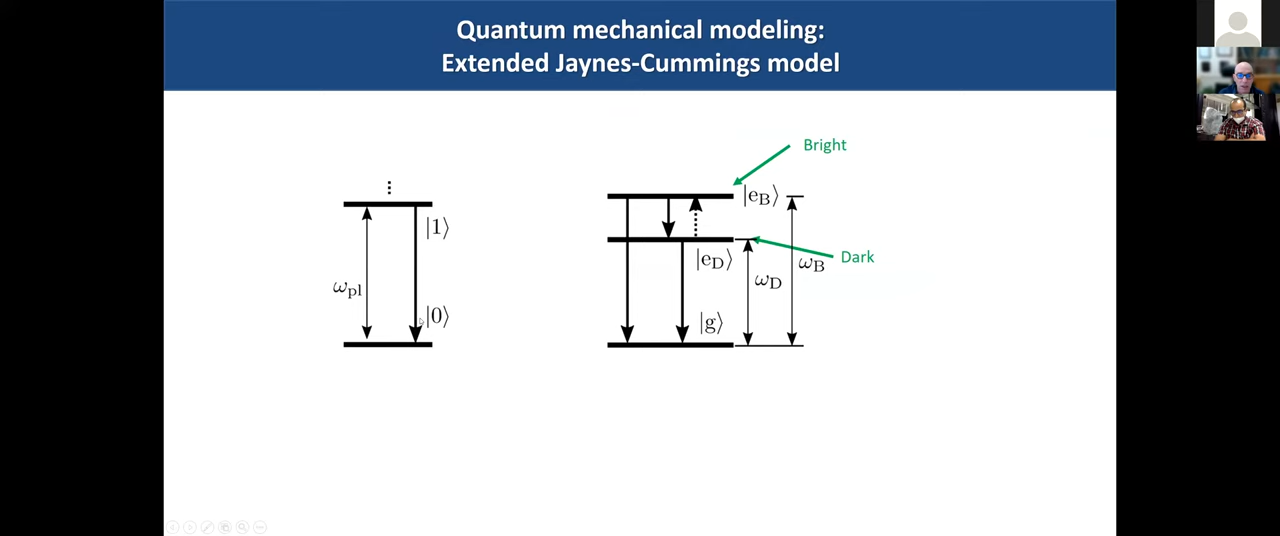 Quantum mechanical modeling:
Extended Jaynes-Cummings model
Bright
⋮
|e_B⟩
|1⟩
Dark
|e_D⟩
ω_B
ω_D
ω_pl
|0⟩
|g⟩